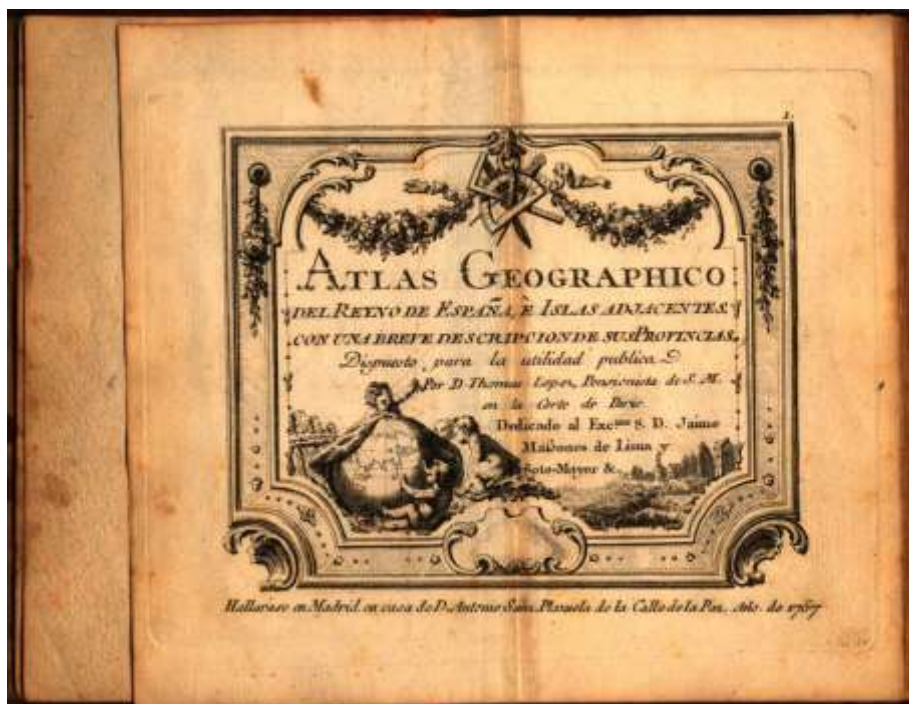 1.
ATLAS GEOGRAPHICO
DEL REYNO DE ESPAÑA, è ISLAS ADJACENTES.
CON UNA BREVE DESCRIPCION DE SUS PROVINCIAS.
Dispuesto para la utilidad publica.
Por D. Thomas Lopez, Pensionista de S. M.
en la Corte de Paris.
Dedicado al Exc.mo S. D. Jaime
Masones de Lima y
Soto-Mayor &.
Hallarase en Madrid en casa de D. Antonio Sanz, Plazuela de la Calle de la Paz. Año de 1757